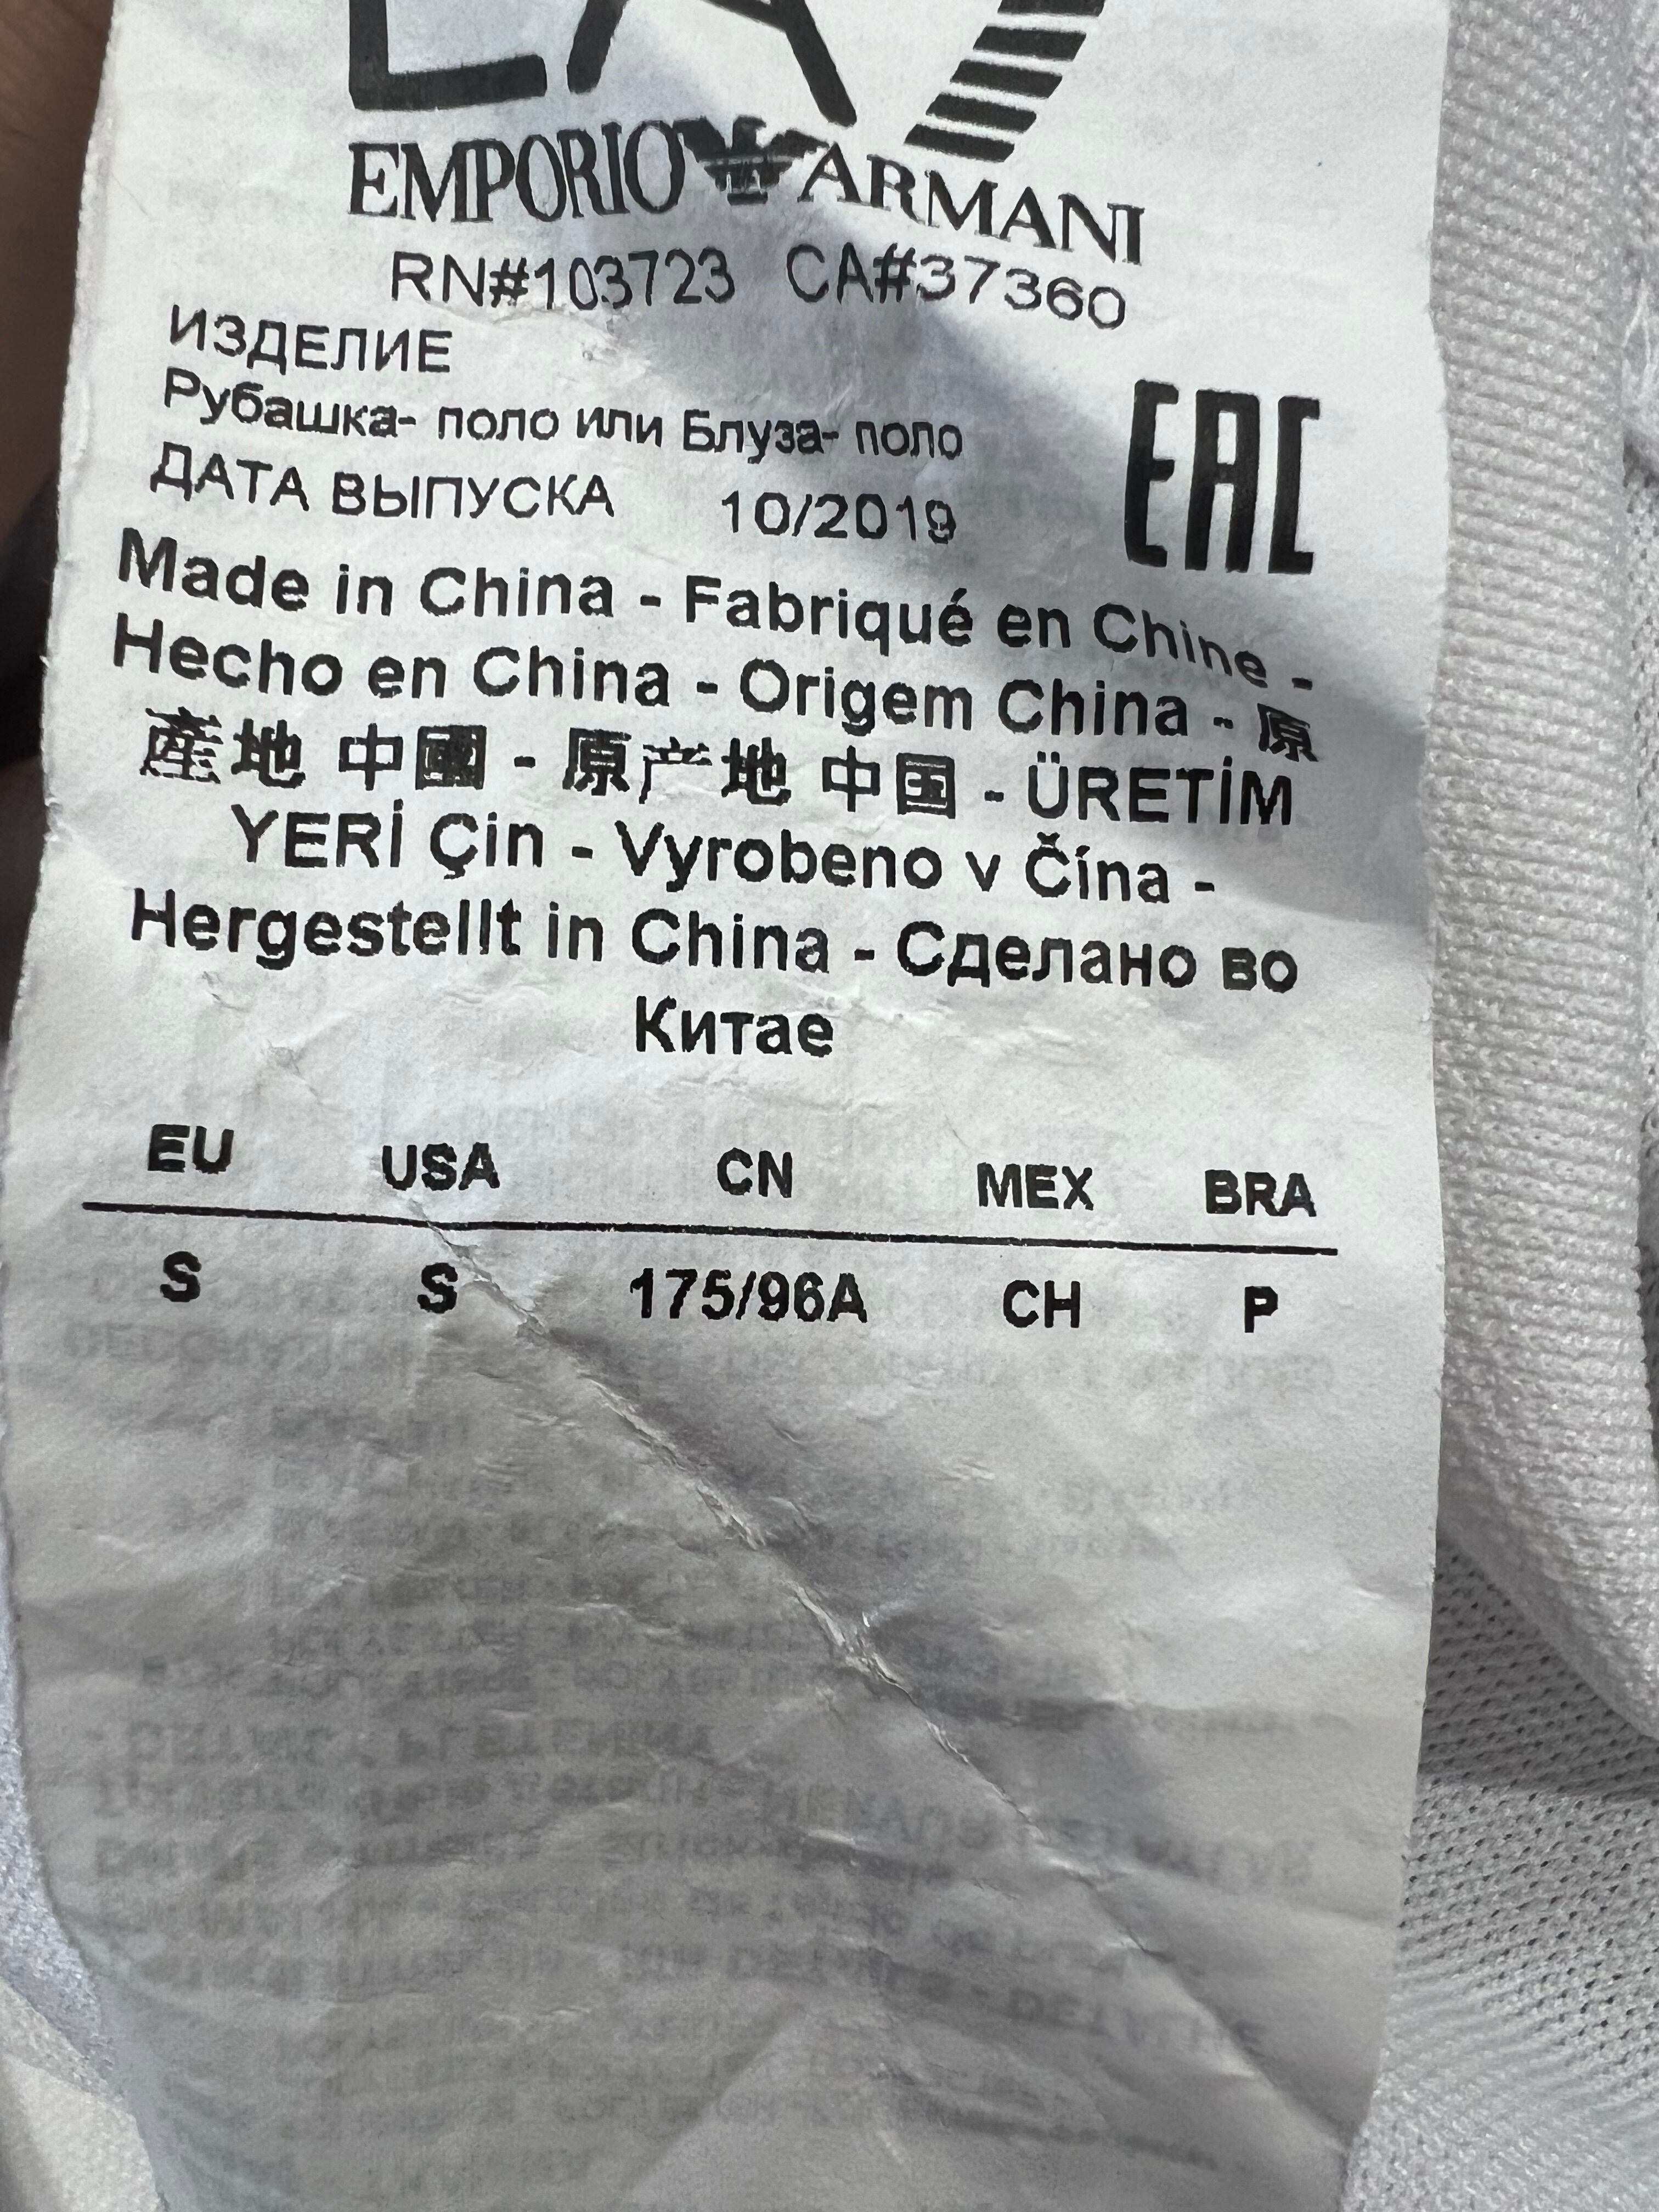 EA7
EMPORIO ARMANI
RN#103723 CA#37360
ИЗДЕЛИЕ
Рубашка- поло или Блуза- поло
ДАТА ВЫПУСКА 10/2019
EAC
Made in China - Fabriqué en Chine -
Hecho en China - Origem China - 原
產地 中國 - 原产地 中国 - ÜRETİM
YERİ Çin - Vyrobeno v Čína -
Hergestellt in China - Сделано во
Китае
EU USA CN MEX BRA
S S 175/96A CH P